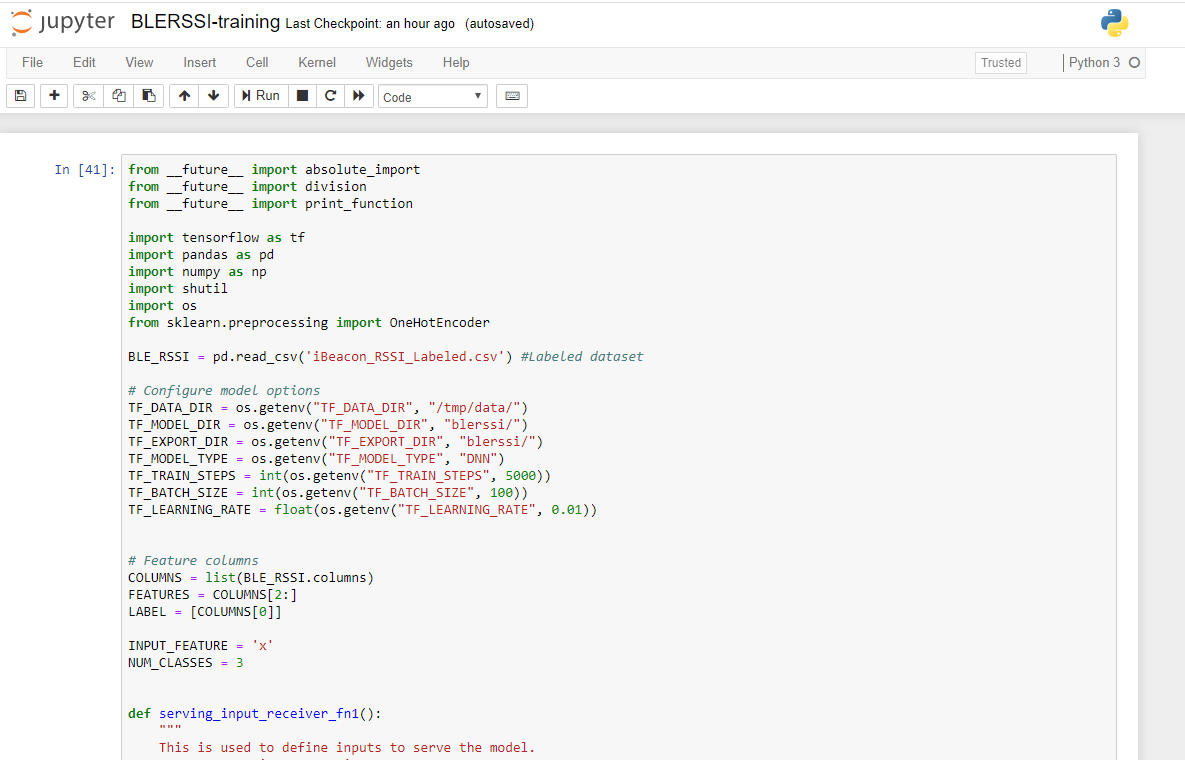 jupyter BLERSSI-training Last Checkpoint: an hour ago (autosaved)
File Edit View Insert Cell Kernel Widgets Help Trusted Python 3
Run Code
In [41]: from __future__ import absolute_import
from __future__ import division
from __future__ import print_function
import tensorflow as tf
import pandas as pd
import numpy as np
import shutil
import os
from sklearn.preprocessing import OneHotEncoder
BLE_RSSI = pd.read_csv('iBeacon_RSSI_Labeled.csv') #Labeled dataset
# Configure model options
TF_DATA_DIR = os.getenv("TF_DATA_DIR", "/tmp/data/")
TF_MODEL_DIR = os.getenv("TF_MODEL_DIR", "blerssi/")
TF_EXPORT_DIR = os.getenv("TF_EXPORT_DIR", "blerssi/")
TF_MODEL_TYPE = os.getenv("TF_MODEL_TYPE", "DNN")
TF_TRAIN_STEPS = int(os.getenv("TF_TRAIN_STEPS", 5000))
TF_BATCH_SIZE = int(os.getenv("TF_BATCH_SIZE", 100))
TF_LEARNING_RATE = float(os.getenv("TF_LEARNING_RATE", 0.01))
# Feature columns
COLUMNS = list(BLE_RSSI.columns)
FEATURES = COLUMNS[2:]
LABEL = [COLUMNS[0]]
INPUT_FEATURE = 'x'
NUM_CLASSES = 3
def serving_input_receiver_fn1():
"""
This is used to define inputs to serve the model.